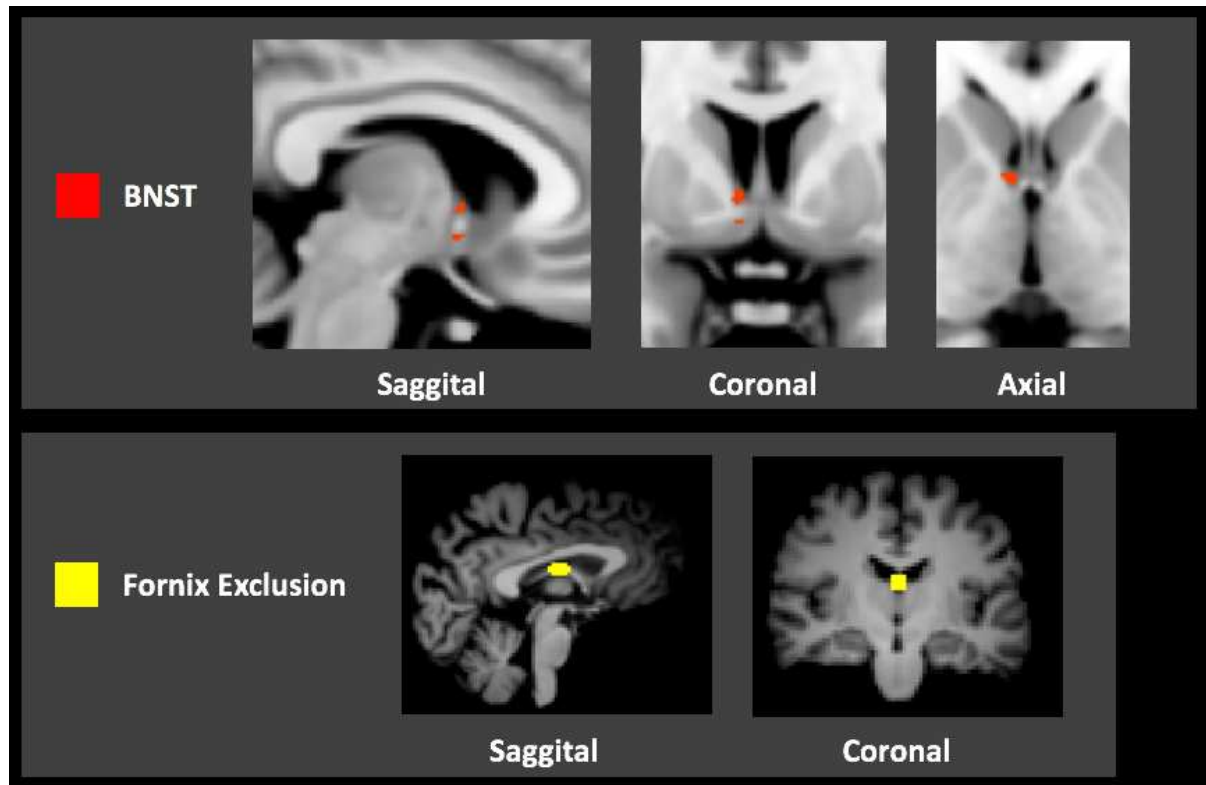 BNST
Saggital
Coronal
Axial
Fornix Exclusion
Saggital
Coronal